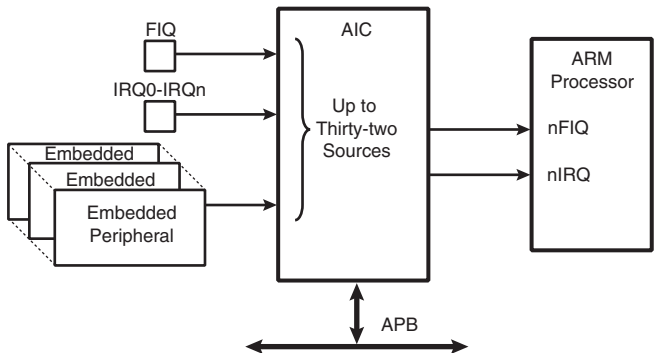 FIQ
IRQ0-IRQn
Embedded
Embedded
Embedded
Peripheral
AIC
Up to
Thirty-two
Sources
ARM
Processor
nFIQ
nIRQ
APB